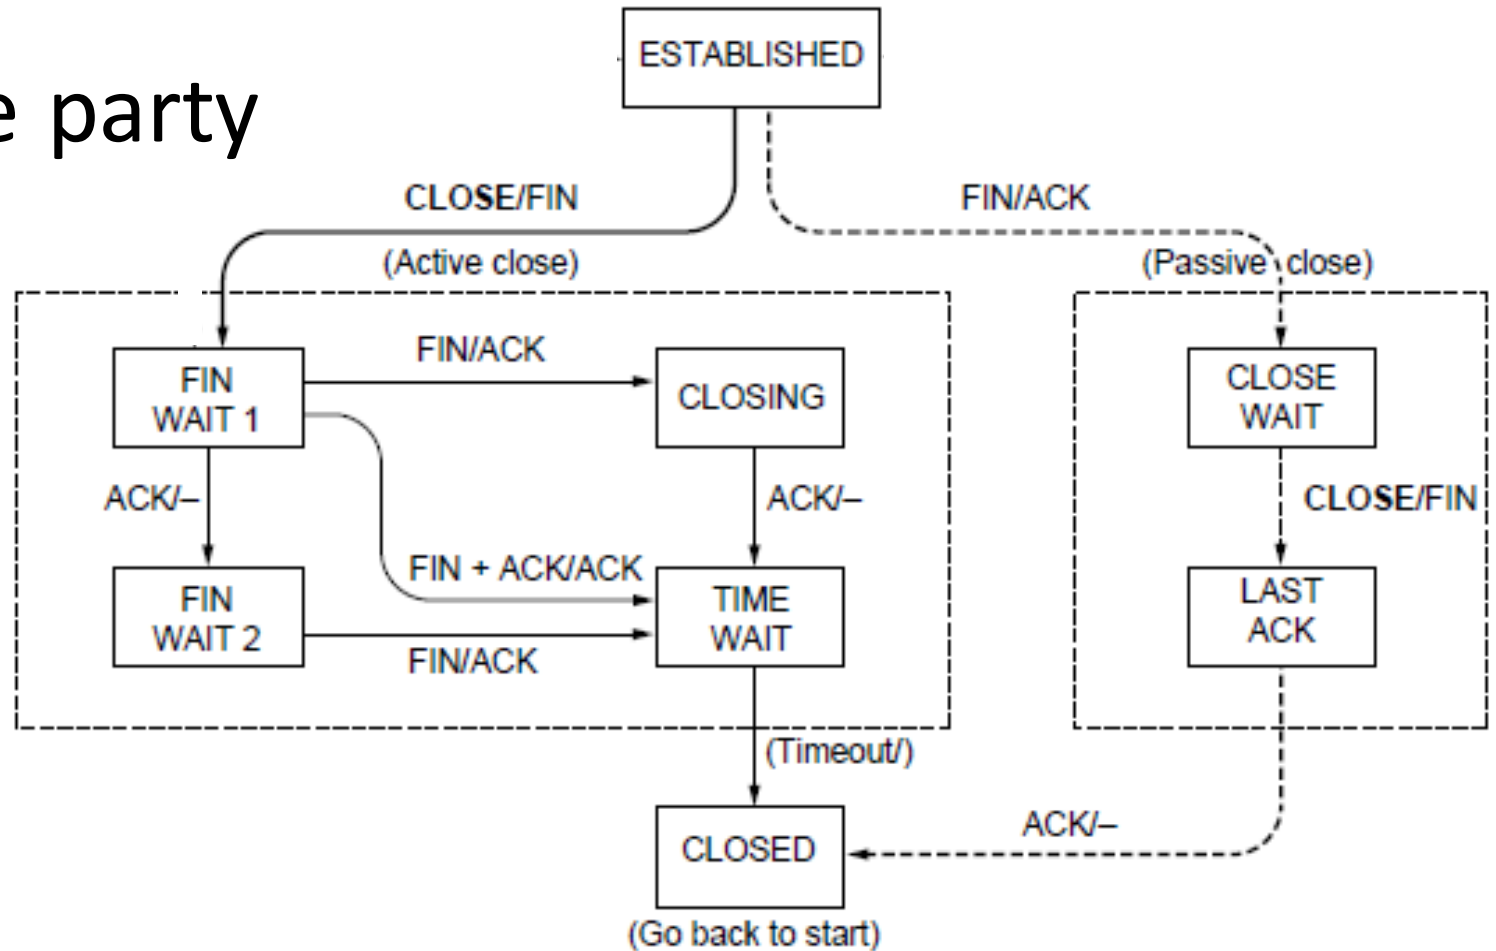 ESTABLISHED
e party
CLOSE/FIN
FIN/ACK
(Active close)
(Passive close)
FIN
WAIT 1
FIN/ACK
CLOSING
CLOSE
WAIT
ACK/–
ACK/–
CLOSE/FIN
FIN + ACK/ACK
FIN
WAIT 2
TIME
WAIT
LAST
ACK
FIN/ACK
(Timeout/)
CLOSED
ACK/–
(Go back to start)